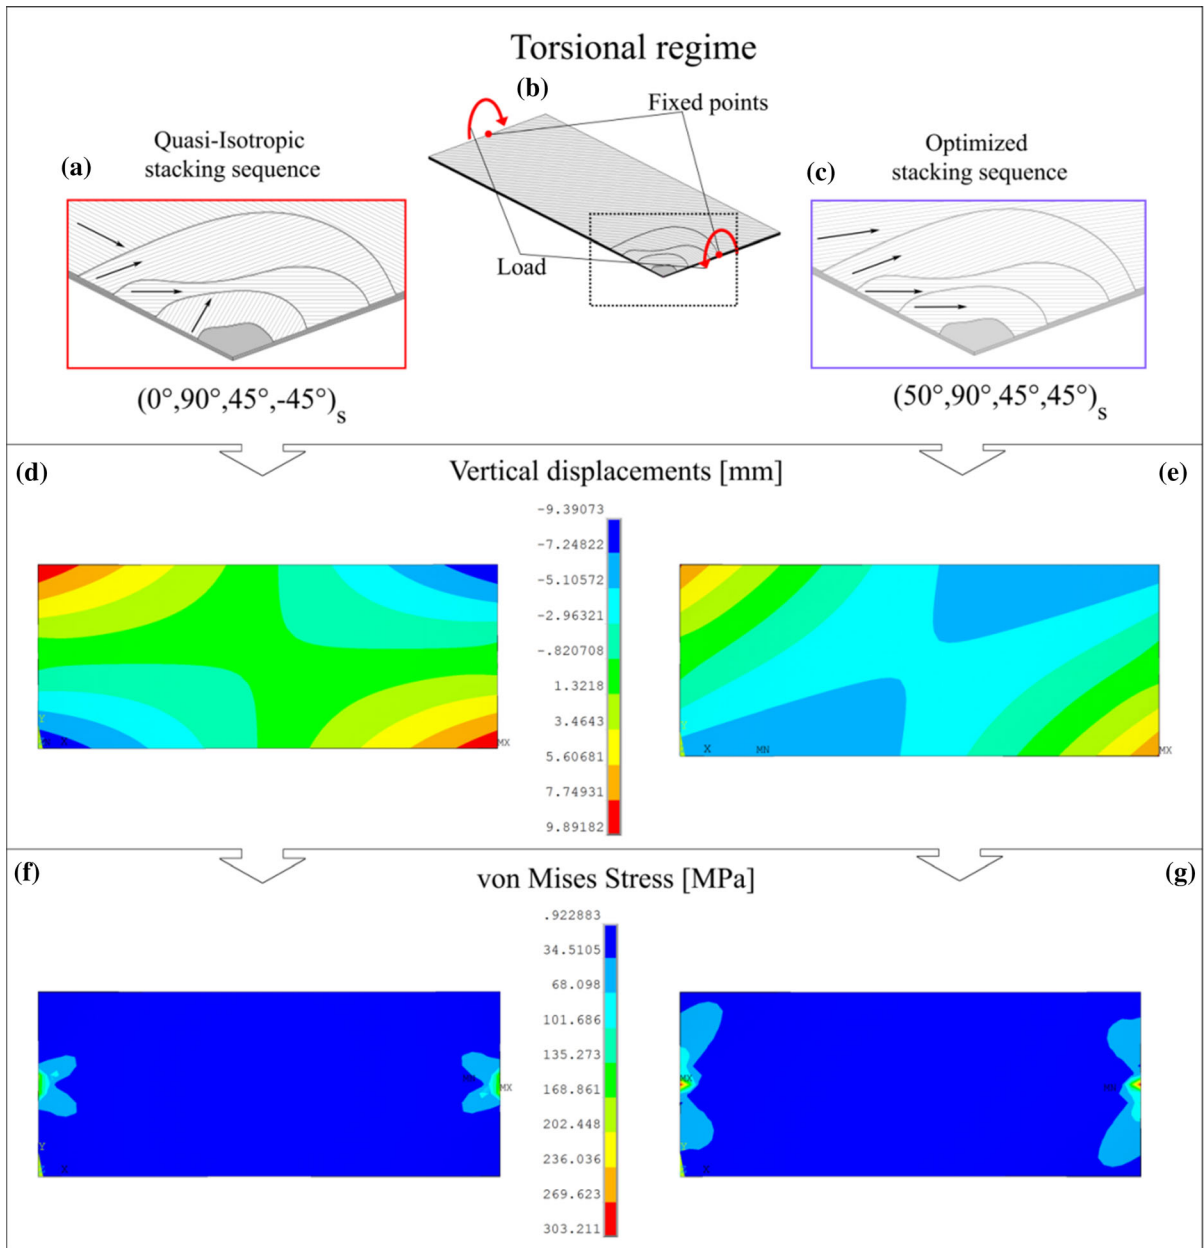 Torsional regime
(b)
Fixed points
Quasi-Isotropic
stacking sequence
(a)
Optimized
stacking sequence
(c)
Load
(0°,90°,45°,-45°)s
(50°,90°,45°,45°)s
(d)
Vertical displacements [mm]
(e)
-9.39073
-7.24822
-5.10572
-2.96321
-.820708
1.3218
3.4643
5.60681
7.74931
9.89182
Y
X
MX
Y
X
MN
MX
(f)
von Mises Stress [MPa]
(g)
.922883
34.5105
68.098
101.686
135.273
168.861
202.448
236.036
269.623
303.211
MN
MX
Y
X
MX
MN
Y
X